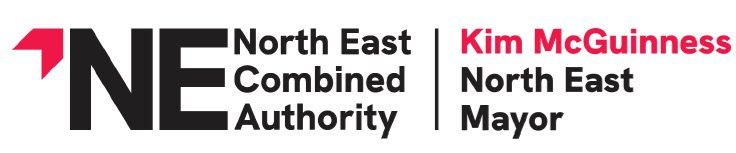 NE
North East
Combined
Authority
Kim McGuinness
North East
Mayor